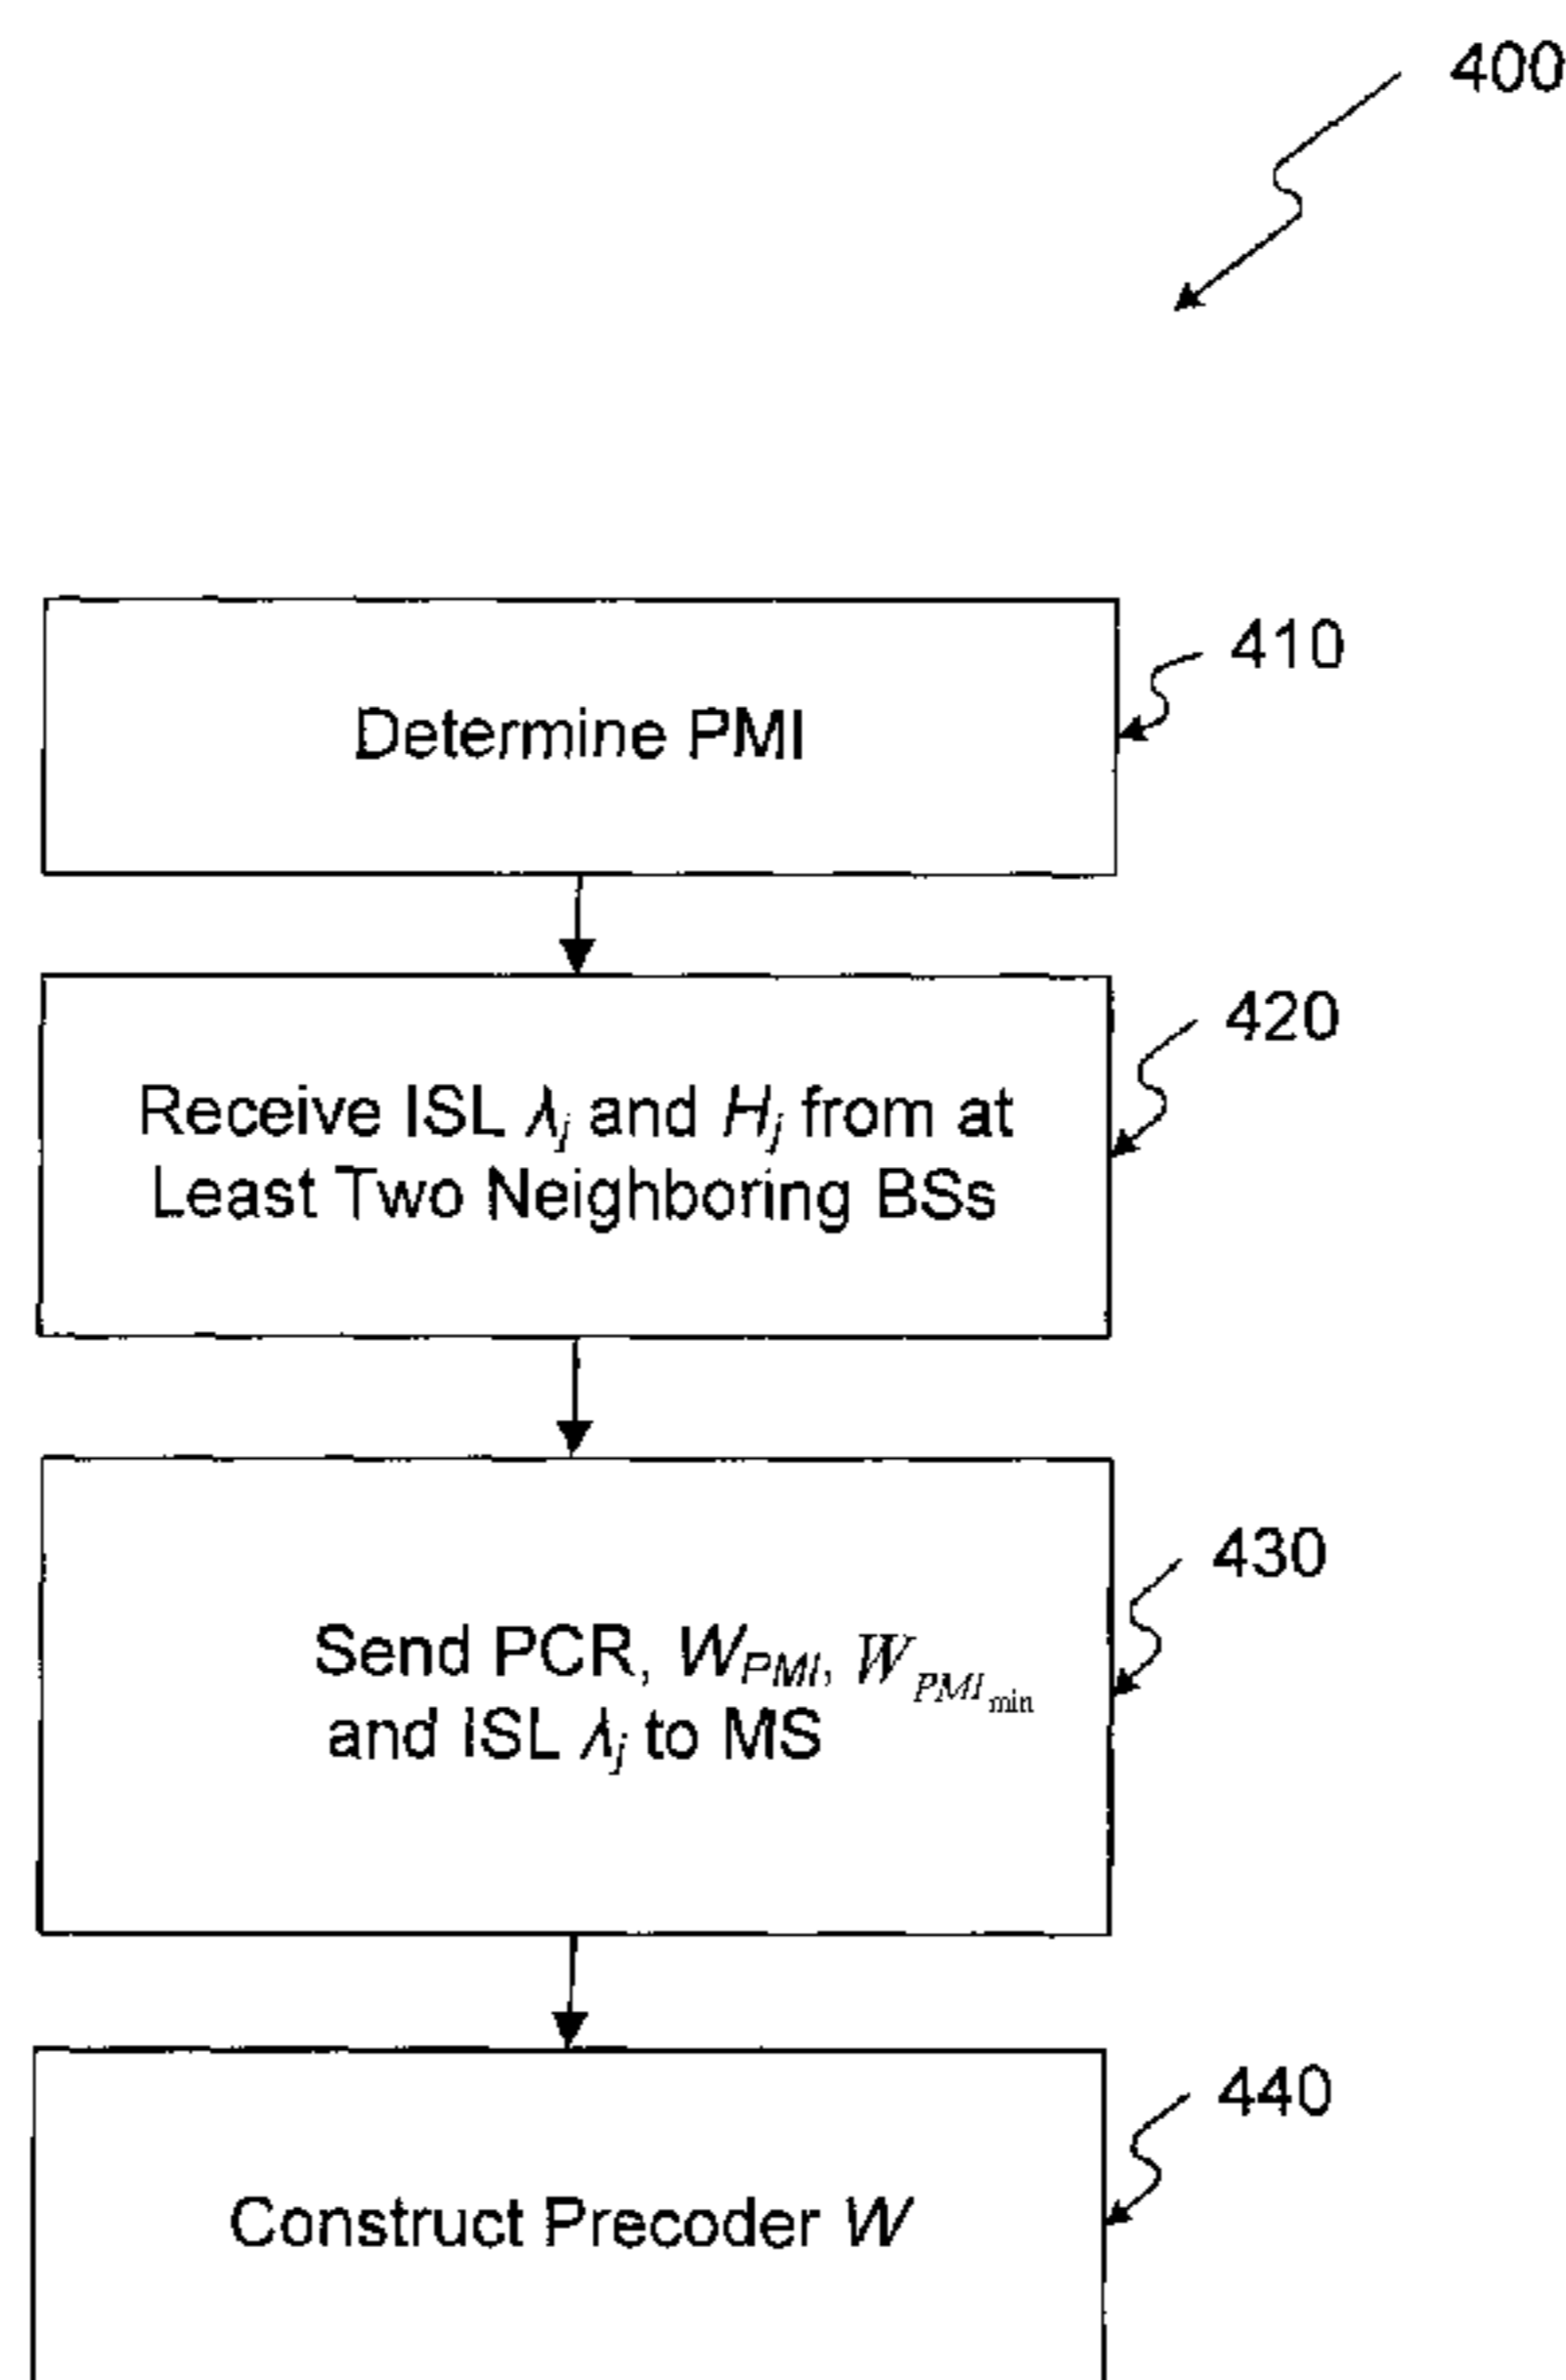 400
Determine PMI
410
Receive ISL λj and Hj from at
Least Two Neighboring BSs
420
Send PCR, WPMI, WPMImin
and ISL λj to MS
430
Construct Precoder W
440